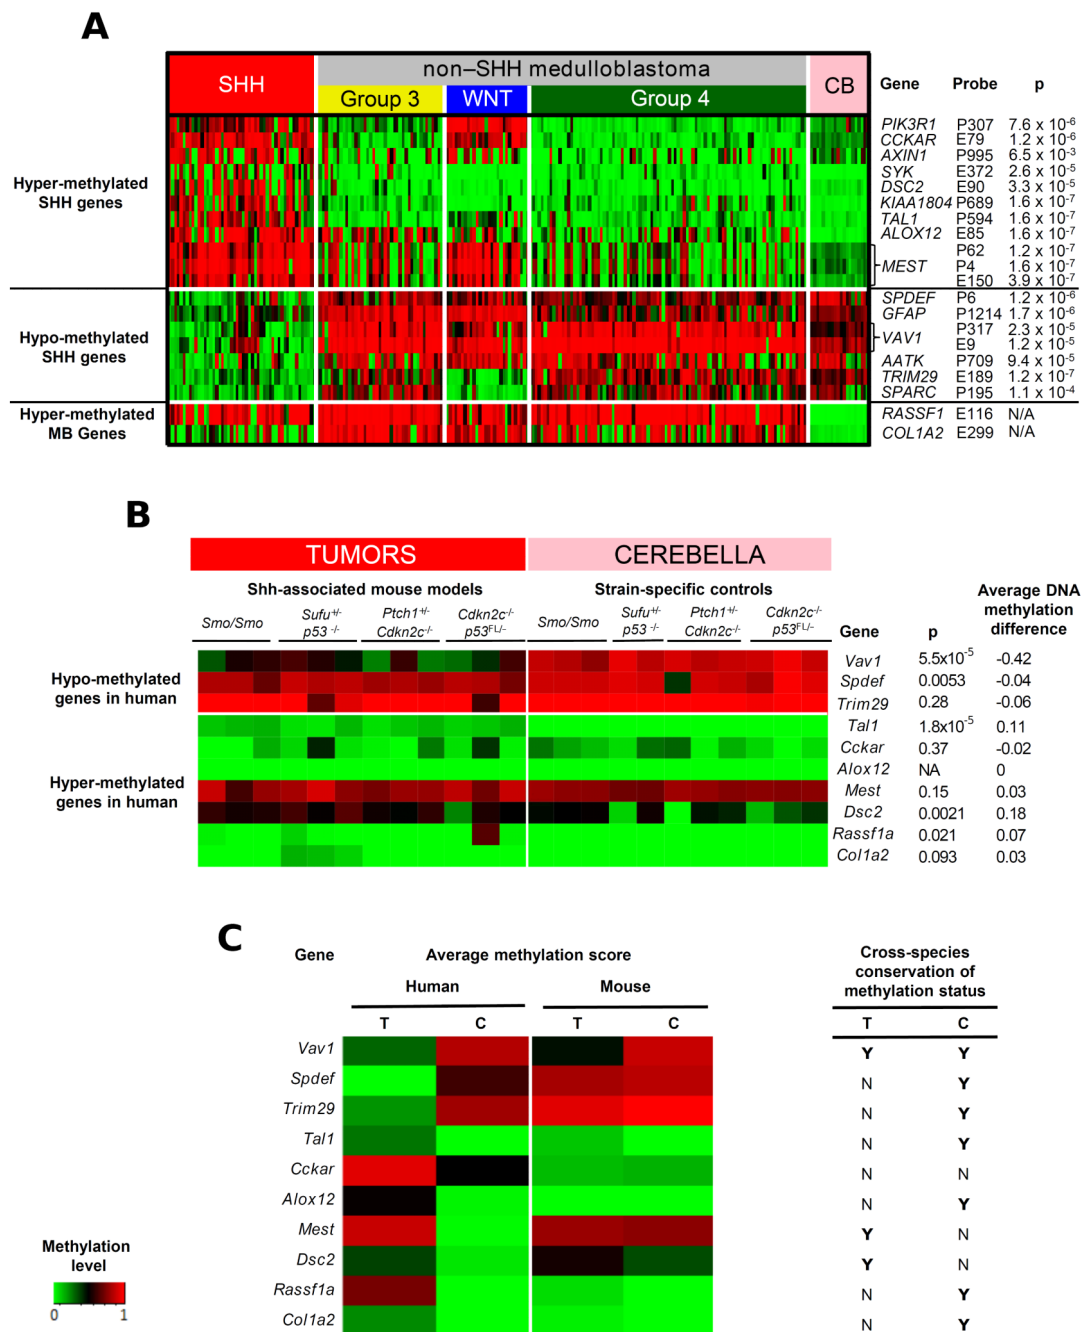 A
SHH
non–SHH medulloblastoma
CB
Group 3
WNT
Group 4
Gene Probe p
Hyper-methylated SHH genes
PIK3R1 P307 7.6 x 10-6
CCKAR E79 1.2 x 10-6
AXIN1 P995 6.5 x 10-3
SYK E372 2.6 x 10-5
DSC2 E90 3.3 x 10-5
KIAA1804 P689 1.6 x 10-7
TAL1 P594 1.6 x 10-7
ALOX12 E85 1.6 x 10-7
P62 1.2 x 10-7
MEST P4 1.6 x 10-7
E150 3.9 x 10-7
Hypo-methylated SHH genes
SPDEF P6 1.2 x 10-6
GFAP P1214 1.7 x 10-6
VAV1 P317 2.3 x 10-5
E9 1.2 x 10-5
AATK P709 9.4 x 10-5
TRIM29 E189 1.2 x 10-7
SPARC P195 1.1 x 10-4
Hyper-methylated MB Genes
RASSF1 E116 N/A
COL1A2 E299 N/A
B
TUMORS
CEREBELLA
Shh-associated mouse models
Strain-specific controls
Smo/Smo
Sufu+/- p53 -/-
Ptch1+/- Cdkn2c-/-
Cdkn2c-/- p53FL/-
Smo/Smo
Sufu+/- p53 -/-
Ptch1+/- Cdkn2c-/-
Cdkn2c-/- p53FL/-
Gene p Average DNA methylation difference
Hypo-methylated genes in human
Vav1 5.5x10-5 -0.42
Spdef 0.0053 -0.04
Trim29 0.28 -0.06
Hyper-methylated genes in human
Tal1 1.8x10-5 0.11
Cckar 0.37 -0.02
Alox12 NA 0
Mest 0.15 0.03
Dsc2 0.0021 0.18
Rassf1a 0.021 0.07
Col1a2 0.093 0.03
C
Gene
Average methylation score
Cross-species conservation of methylation status
Human
Mouse
T C T C T C
Vav1 Y Y
Spdef N Y
Trim29 N Y
Tal1 N Y
Cckar N N
Alox12 N Y
Mest Y N
Dsc2 Y N
Rassf1a N Y
Col1a2 N Y
Methylation level
0 1